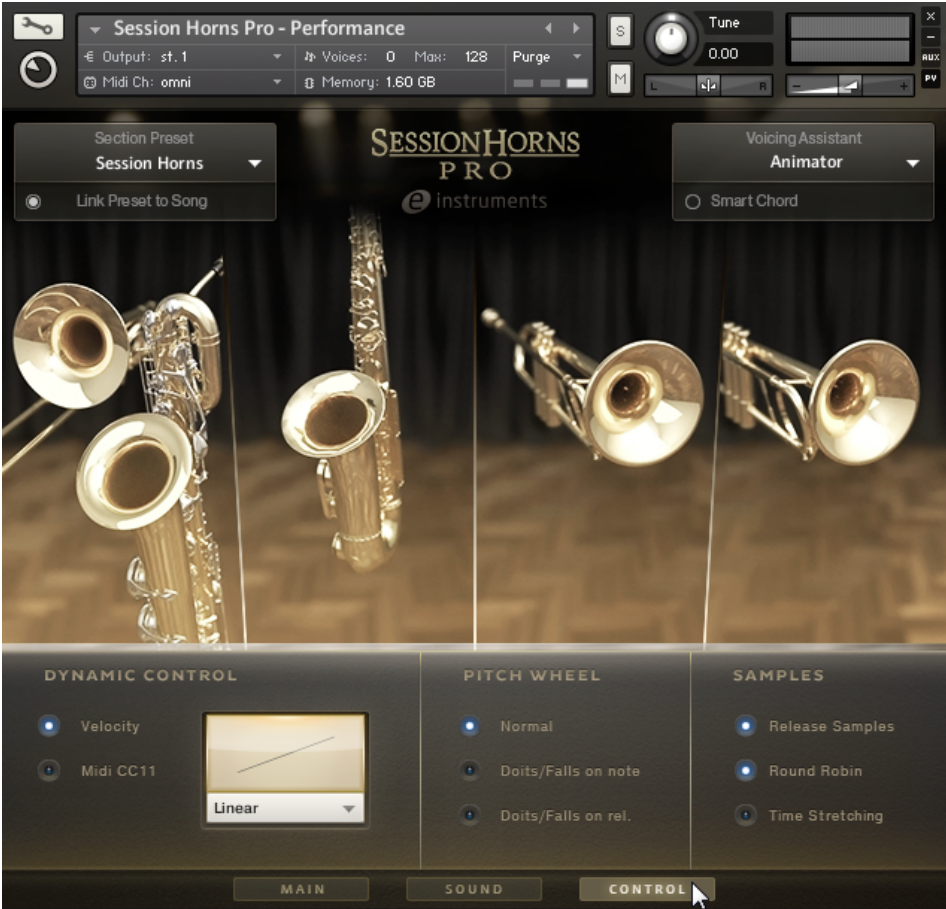 Session Horns Pro - Performance
Output: st. 1
Voices: 0 Max: 128
Purge
Midi Ch: omni
Memory: 1.60 GB
S
M
Tune
0.00
L R
- +
×
−
AUX
PV
Section Preset
Session Horns
Link Preset to Song
SESSIONHORNS
PRO
e instruments
Voicing Assistant
Animator
Smart Chord
DYNAMIC CONTROL
Velocity
Midi CC11
Linear
PITCH WHEEL
Normal
Doits/Falls on note
Doits/Falls on rel.
SAMPLES
Release Samples
Round Robin
Time Stretching
MAIN
SOUND
CONTROL